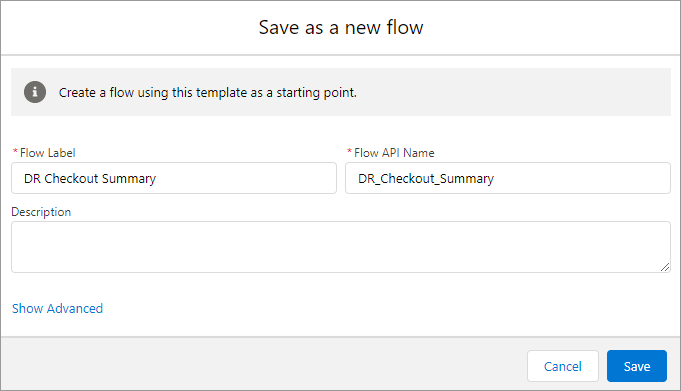 Save as a new flow
Create a flow using this template as a starting point.
* Flow Label
* Flow API Name
DR Checkout Summary
DR_Checkout_Summary
Description
Show Advanced
Cancel
Save